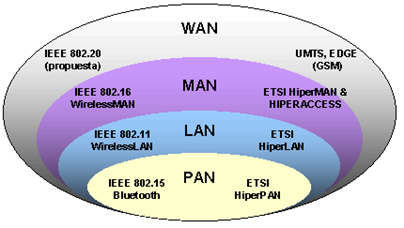 WAN
IEEE 802.20
(propuesta)
UMTS, EDGE
(GSM)
MAN
IEEE 802.16
WirelessMAN
ETSI HiperMAN &
HIPERACCESS
LAN
IEEE 802.11
WirelessLAN
ETSI
HiperLAN
PAN
IEEE 802.15
Bluetooth
ETSI
HiperPAN